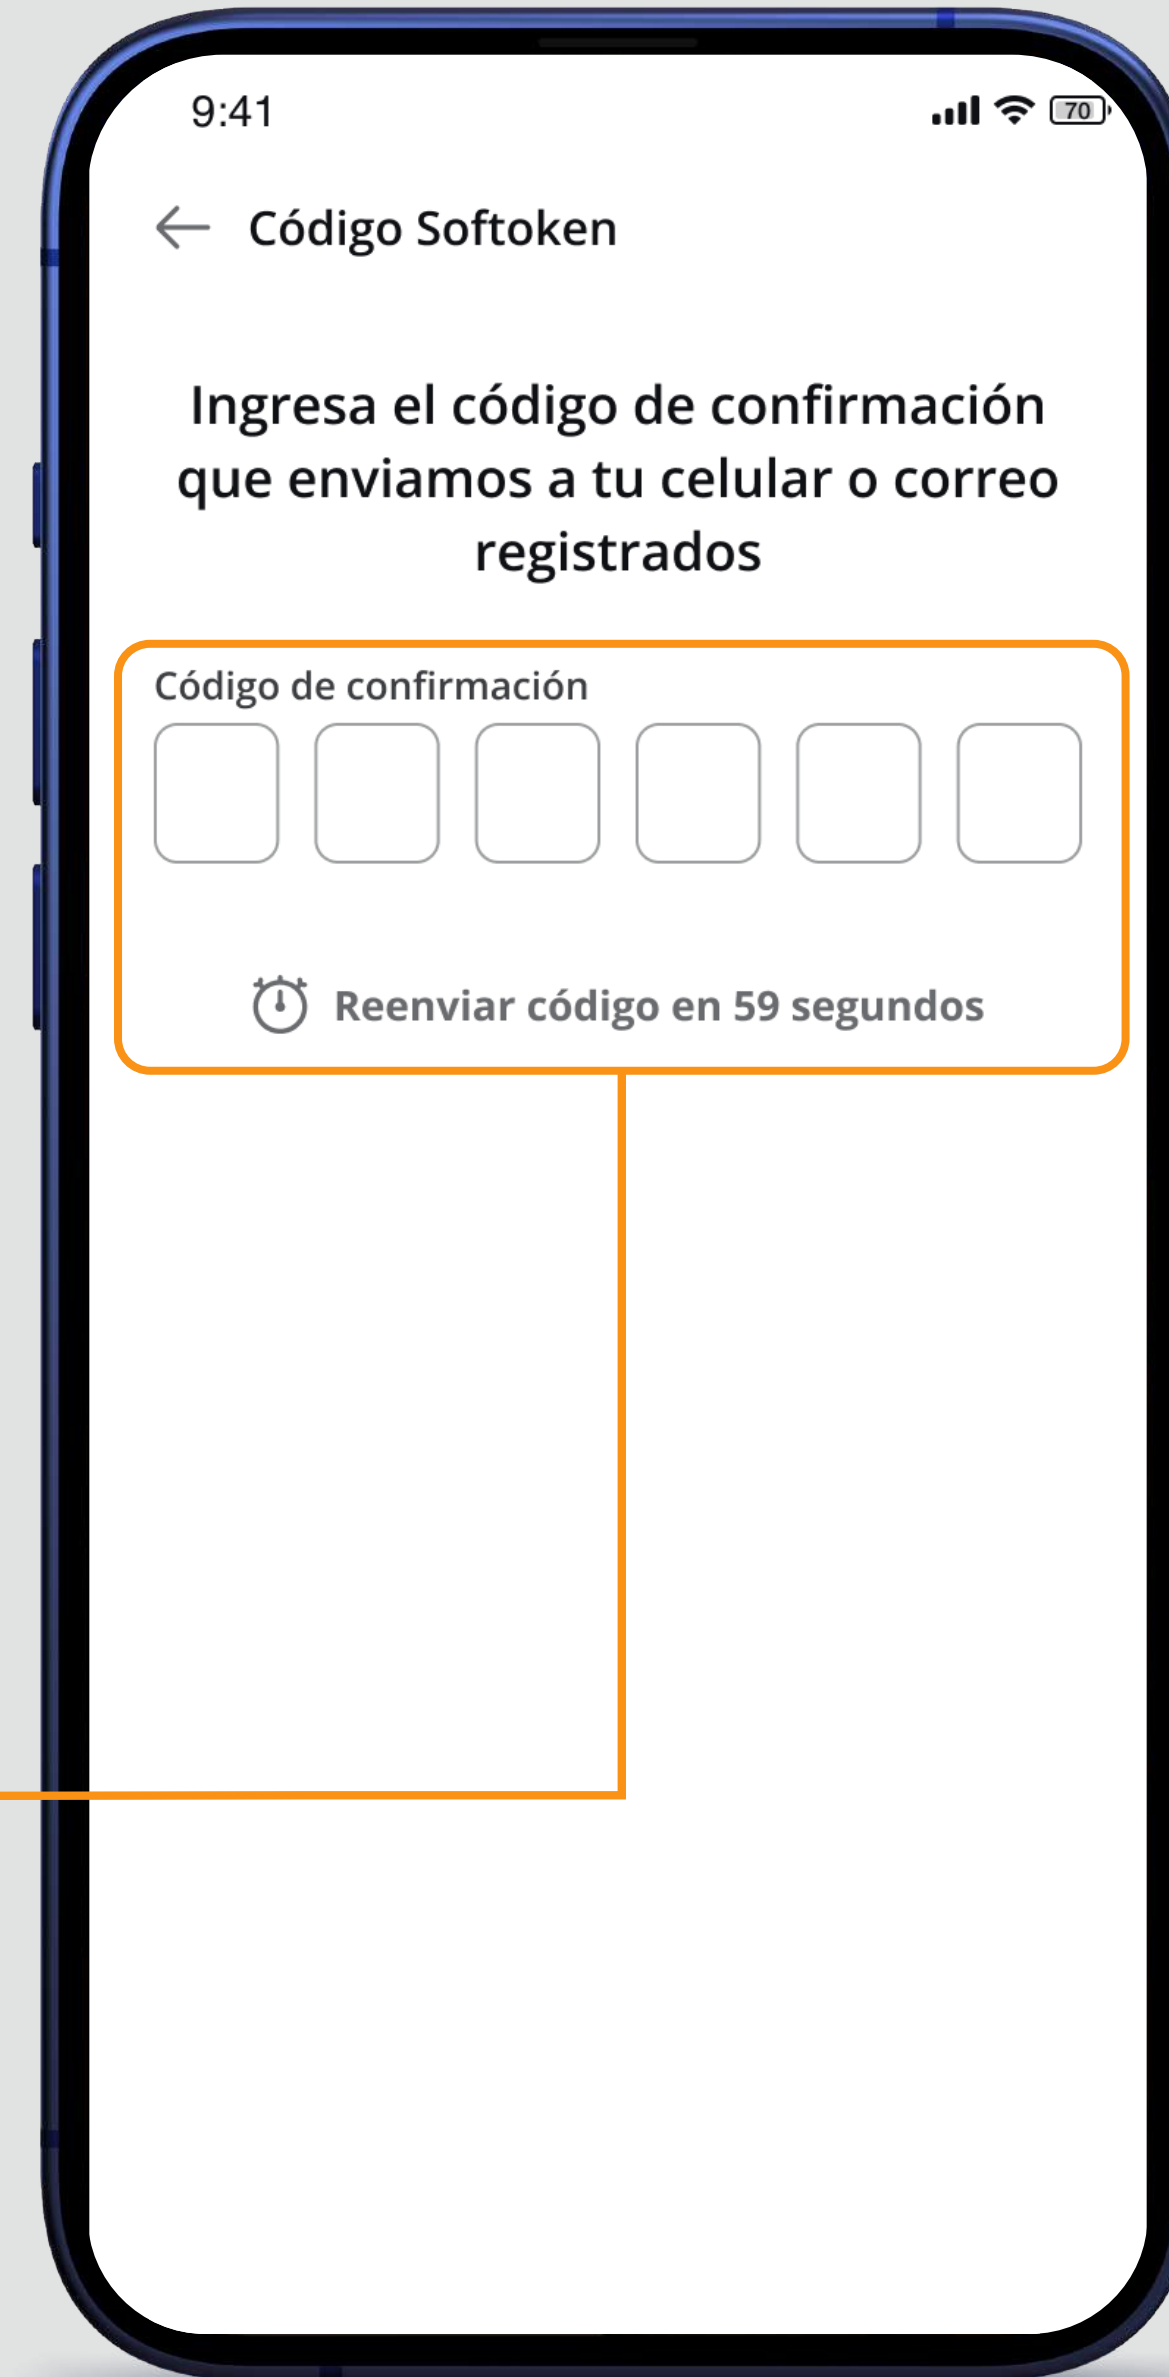 9:41
70
Código Softoken
Ingresa el código de confirmación
que enviamos a tu celular o correo
registrados
Código de confirmación
Reenviar código en 59 segundos